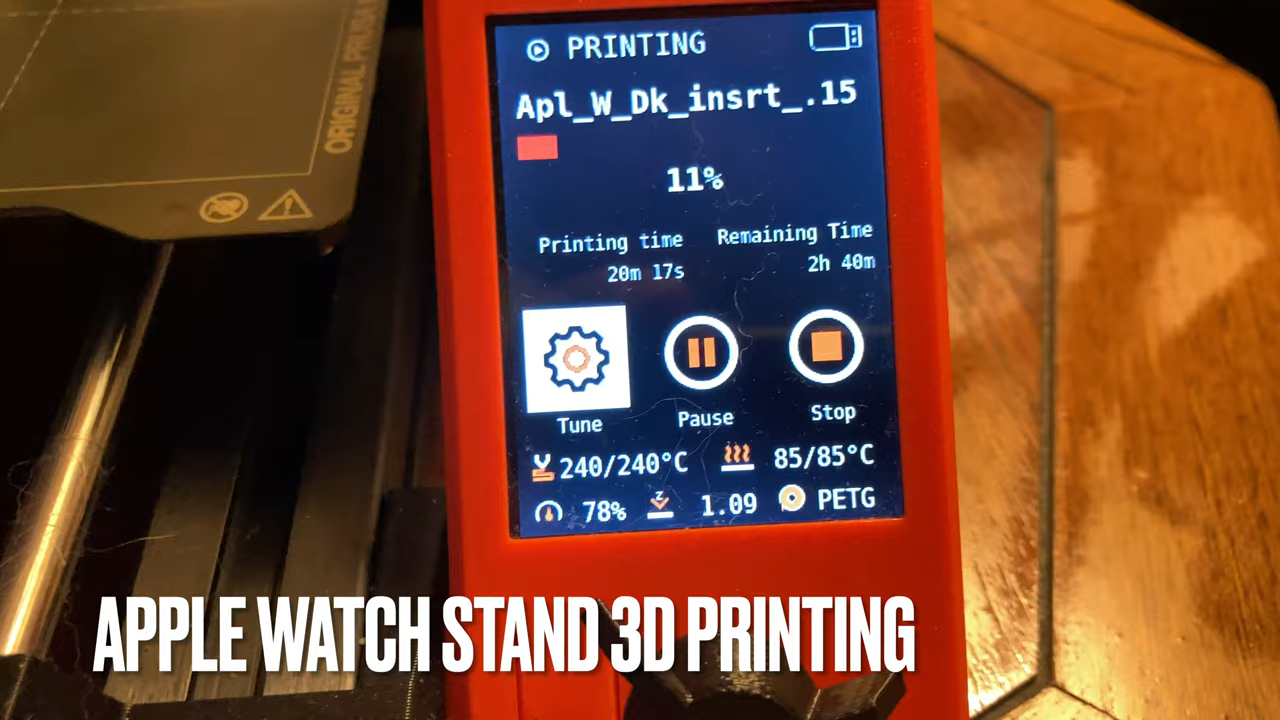 ORIGINAL PRUSA
PRINTING
Apl_W_Dk_insrt_.15
11%
Printing time
20m 17s
Remaining Time
2h 40m
Tune
Pause
Stop
240/240°C
85/85°C
78%
1.09
PETG
APPLE WATCH STAND 3D PRINTING